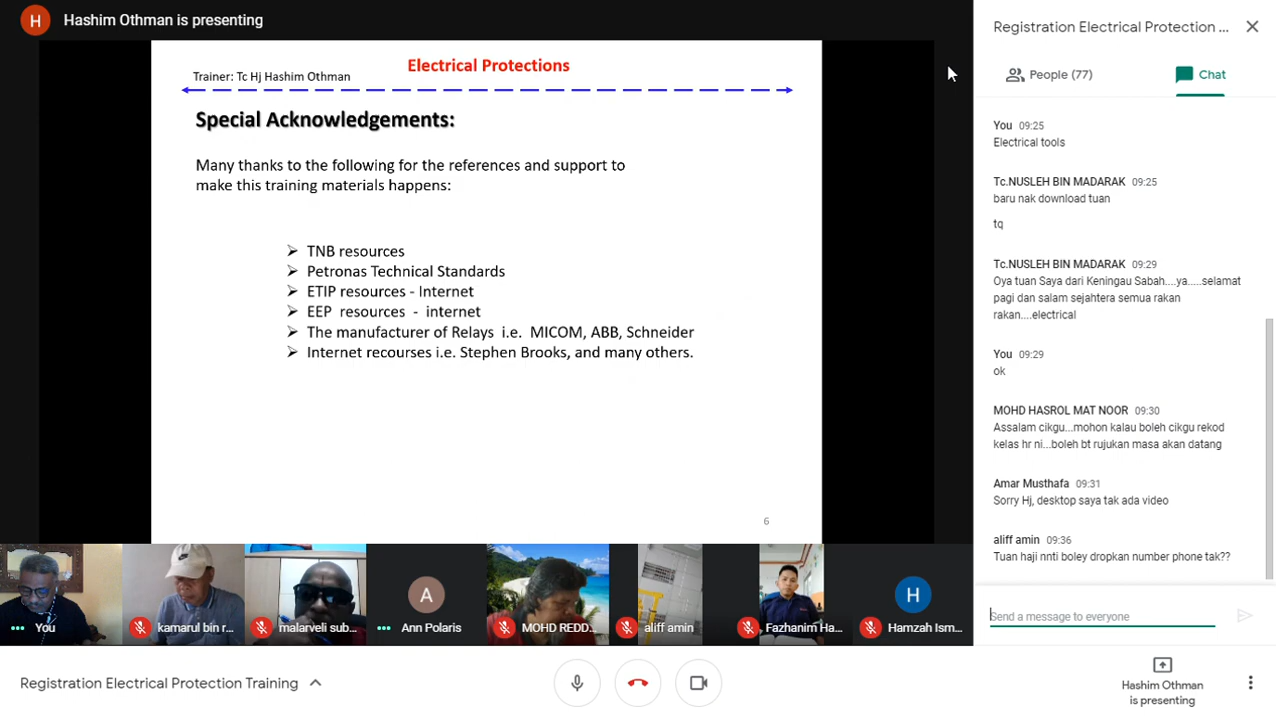 H
Hashim Othman is presenting
Trainer: Tc Hj Hashim Othman
Electrical Protections
Special Acknowledgements:
Many thanks to the following for the references and support to
make this training materials happens:
➢ TNB resources
➢ Petronas Technical Standards
➢ ETIP resources - Internet
➢ EEP resources - internet
➢ The manufacturer of Relays i.e. MICOM, ABB, Schneider
➢ Internet recourses i.e. Stephen Brooks, and many others.
6
You
kamarul bin r...
malarveli sub...
A
Ann Polaris
MOHD REDD...
aliff amin
Fazhanim Ha...
H
Hamzah Ism...
Registration Electrical Protection Training
Registration Electrical Protection ...
People (77)
Chat
You 09:25
Electrical tools
Tc.NUSLEH BIN MADARAK 09:25
baru nak download tuan
tq
Tc.NUSLEH BIN MADARAK 09:29
Oya tuan Saya dari Keningau Sabah....ya.....selamat
pagi dan salam sejahtera semua rakan
rakan....electrical
You 09:29
ok
MOHD HASROL MAT NOOR 09:30
Assalam cikgu...mohon kalau boleh cikgu rekod
kelas hr ni...boleh bt rujukan masa akan datang
Amar Musthafa 09:31
Sorry Hj, desktop saya tak ada video
aliff amin 09:36
Tuan haji nnti boley dropkan number phone tak??
Send a message to everyone
Hashim Othman
is presenting